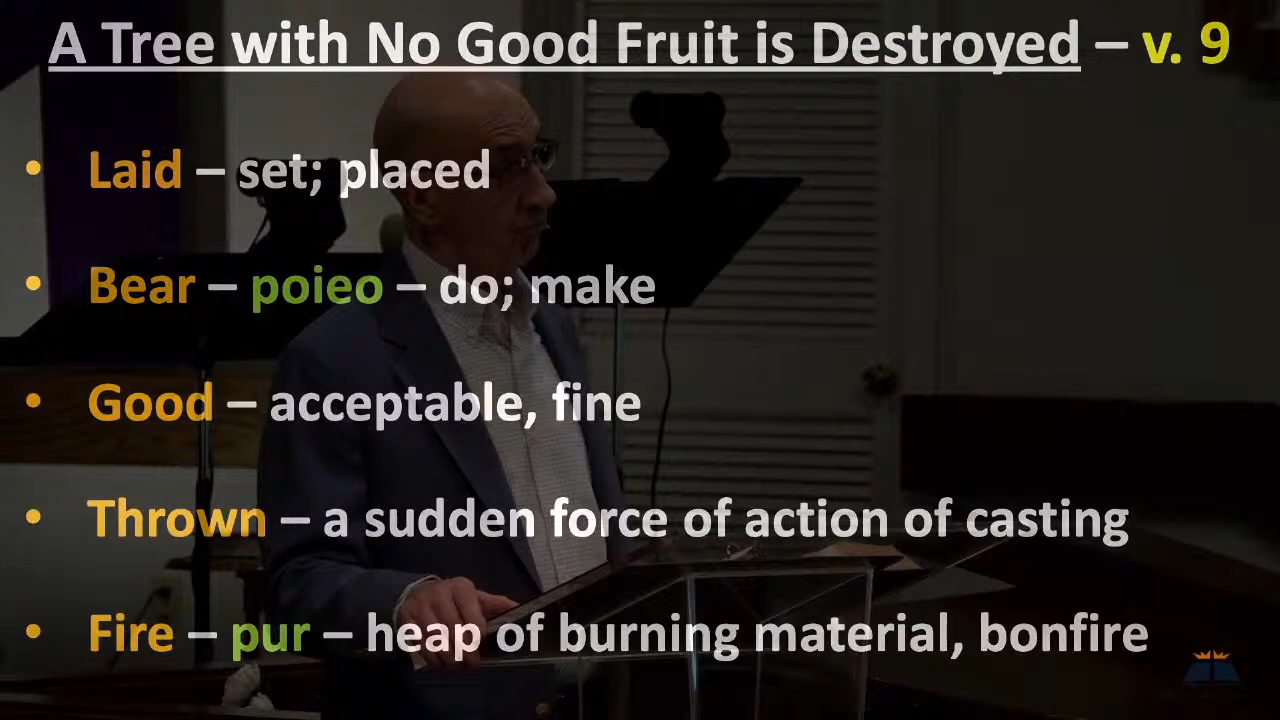 A Tree with No Good Fruit is Destroyed – v. 9
• Laid – set; placed
• Bear – poieo – do; make
• Good – acceptable, fine
• Thrown – a sudden force of action of casting
• Fire – pur – heap of burning material, bonfire